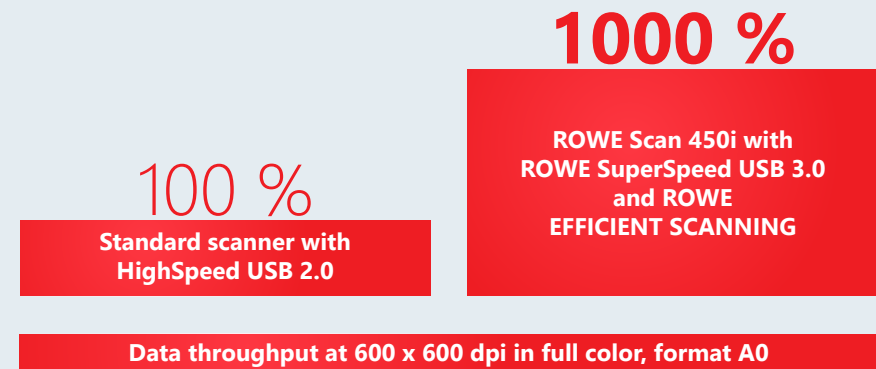 1000 %
ROWE Scan 450i with
ROWE SuperSpeed USB 3.0
and ROWE
EFFICIENT SCANNING
100 %
Standard scanner with
HighSpeed USB 2.0
Data throughput at 600 x 600 dpi in full color, format A0